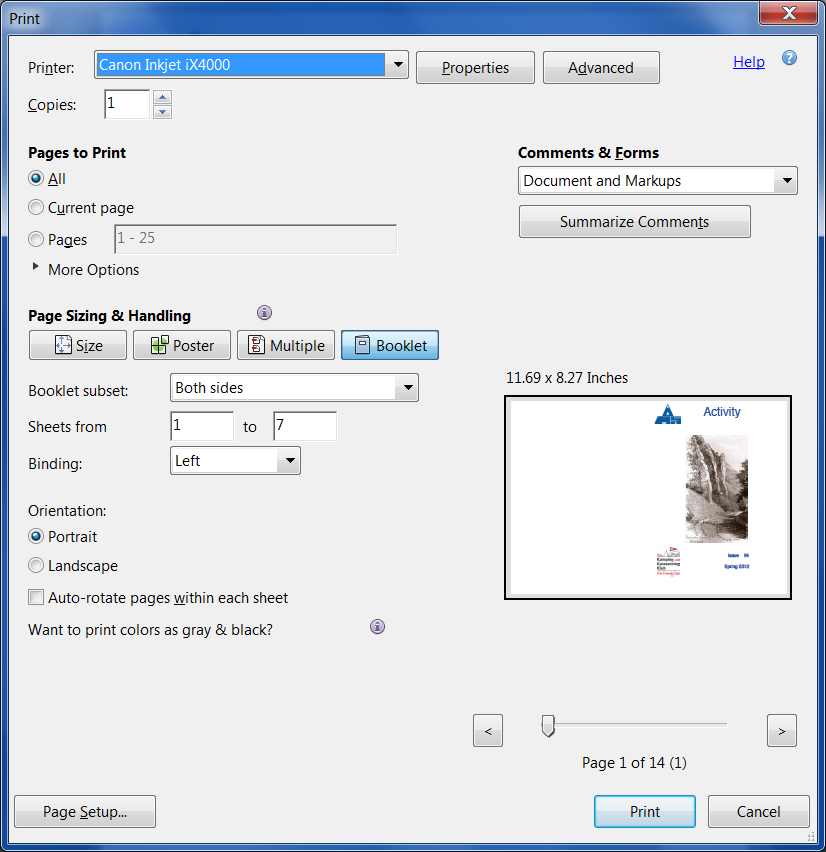 Print
Printer: Canon Inkjet iX4000 Properties Advanced Help ?
Copies: 1
Pages to Print
All
Current page
Pages 1 - 25
More Options
Comments & Forms
Document and Markups
Summarize Comments
Page Sizing & Handling i
Size Poster Multiple Booklet
Booklet subset: Both sides
Sheets from 1 to 7
Binding: Left
Orientation:
Portrait
Landscape
Auto-rotate pages within each sheet
Want to print colors as gray & black? i
11.69 x 8.27 Inches
Activity
Issue 94
Spring 2012
Kamping
Karavanning
Klub
< >
Page 1 of 14 (1)
Page Setup... Print Cancel